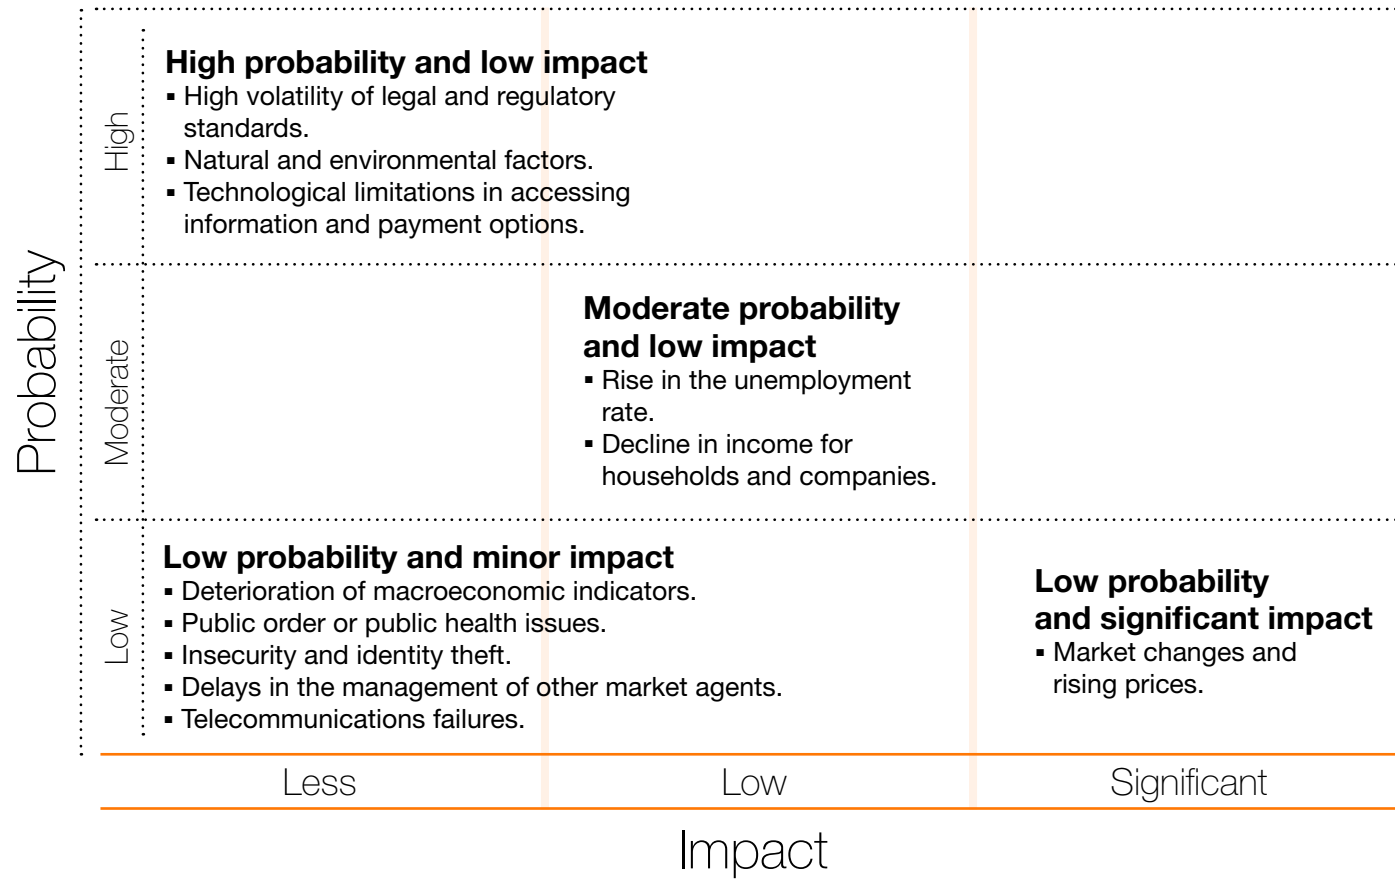 Probability
High
High probability and low impact
▪ High volatility of legal and regulatory
standards.
▪ Natural and environmental factors.
▪ Technological limitations in accessing
information and payment options.
Moderate
Moderate probability
and low impact
▪ Rise in the unemployment
rate.
▪ Decline in income for
households and companies.
Low
Low probability and minor impact
▪ Deterioration of macroeconomic indicators.
▪ Public order or public health issues.
▪ Insecurity and identity theft.
▪ Delays in the management of other market agents.
▪ Telecommunications failures.
Low probability
and significant impact
▪ Market changes and
rising prices.
Less
Low
Significant
Impact